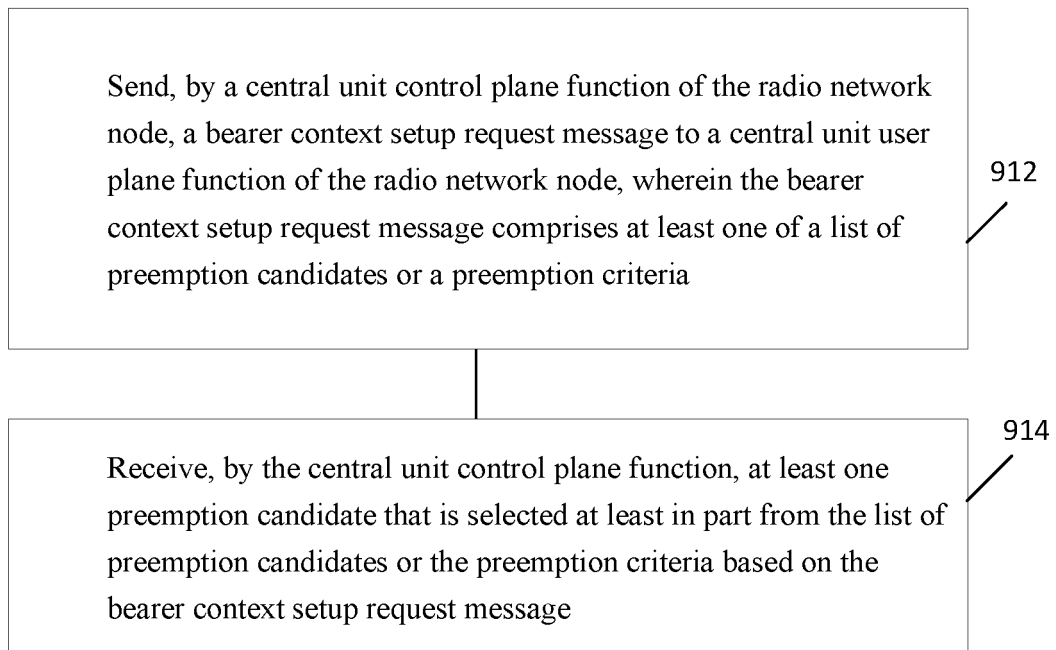 Send, by a central unit control plane function of the radio network
node, a bearer context setup request message to a central unit user
plane function of the radio network node, wherein the bearer
context setup request message comprises at least one of a list of
preemption candidates or a preemption criteria
912
Receive, by the central unit control plane function, at least one
preemption candidate that is selected at least in part from the list of
preemption candidates or the preemption criteria based on the
bearer context setup request message
914